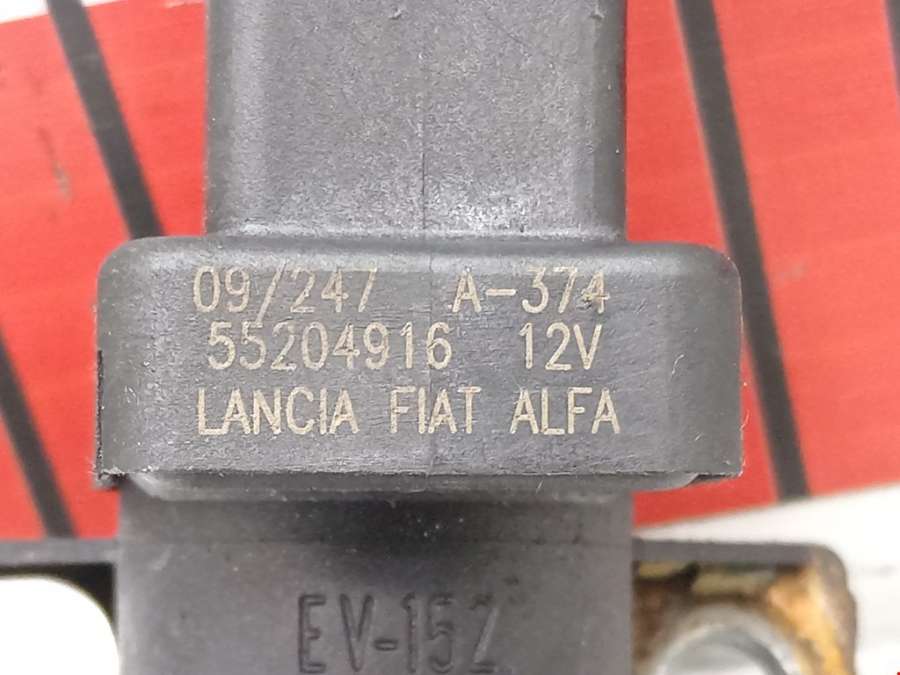 09/247 A-374
55204916 12V
LANCIA FIAT ALFA
EV-152